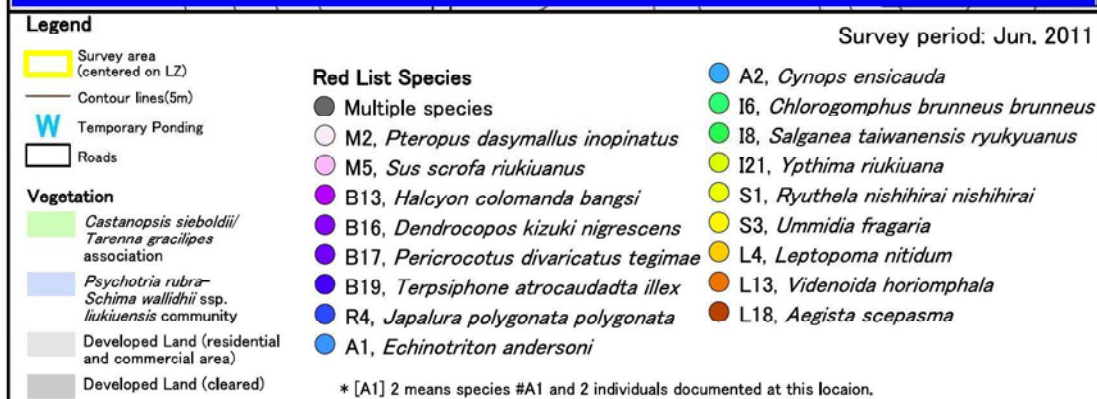 Legend
Survey period: Jun. 2011
Survey area
(centered on LZ)
Contour lines(5m)
W Temporary Ponding
Roads
Vegetation
Castanopsis sieboldii/
Tarenna gracilipes
association
Psychotria rubra-
Schima wallidhii ssp.
liukiuensis community
Developed Land (residential
and commercial area)
Developed Land (cleared)
Red List Species
Multiple species
M2, Pteropus dasymallus inopinatus
M5, Sus scrofa riukiuanus
B13, Halcyon colomanda bangsi
B16, Dendrocopos kizuki nigrescens
B17, Pericrocotus divaricatus tegimae
B19, Terpsiphone atrocaudadta illex
R4, Japalura polygonata polygonata
A1, Echinotriton andersoni
A2, Cynops ensicauda
I6, Chlorogomphus brunneus brunneus
I8, Salganea taiwanensis ryukyuanus
I21, Ypthima riukiuana
S1, Ryuthela nishihirai nishihirai
S3, Ummidia fragaria
L4, Leptopoma nitidum
L13, Videnoida horiomphala
L18, Aegista scepasma
* [A1] 2 means species #A1 and 2 individuals documented at this locaion.